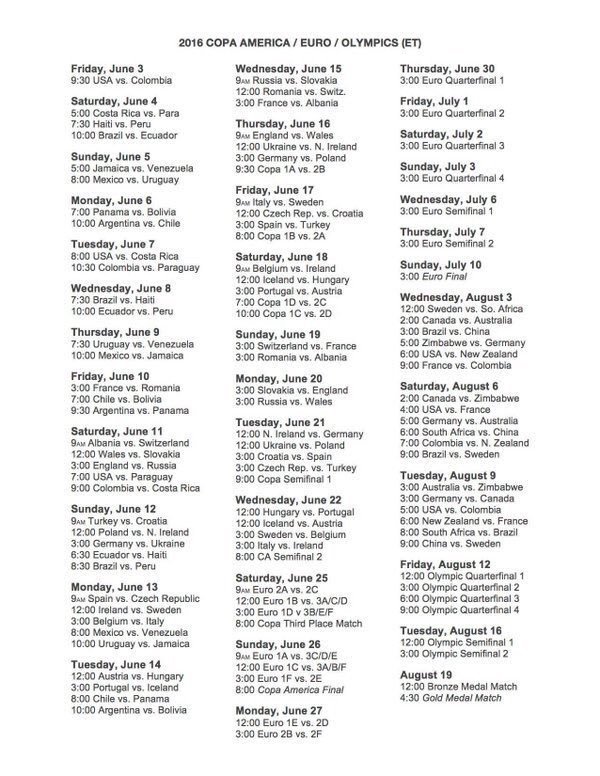 2016 COPA AMERICA / EURO / OLYMPICS (ET)
Friday, June 3
9:30 USA vs. Colombia
Saturday, June 4
5:00 Costa Rica vs. Para
7:30 Haiti vs. Peru
10:00 Brazil vs. Ecuador
Sunday, June 5
5:00 Jamaica vs. Venezuela
8:00 Mexico vs. Uruguay
Monday, June 6
7:00 Panama vs. Bolivia
10:00 Argentina vs. Chile
Tuesday, June 7
8:00 USA vs. Costa Rica
10:30 Colombia vs. Paraguay
Wednesday, June 8
7:30 Brazil vs. Haiti
10:00 Ecuador vs. Peru
Thursday, June 9
7:30 Uruguay vs. Venezuela
10:00 Mexico vs. Jamaica
Friday, June 10
3:00 France vs. Romania
7:00 Chile vs. Bolivia
9:30 Argentina vs. Panama
Saturday, June 11
9AM Albania vs. Switzerland
12:00 Wales vs. Slovakia
3:00 England vs. Russia
7:00 USA vs. Paraguay
9:00 Colombia vs. Costa Rica
Sunday, June 12
9AM Turkey vs. Croatia
12:00 Poland vs. N. Ireland
3:00 Germany vs. Ukraine
6:30 Ecuador vs. Haiti
8:30 Brazil vs. Peru
Monday, June 13
9AM Spain vs. Czech Republic
12:00 Ireland vs. Sweden
3:00 Belgium vs. Italy
8:00 Mexico vs. Venezuela
10:00 Uruguay vs. Jamaica
Tuesday, June 14
12:00 Austria vs. Hungary
3:00 Portugal vs. Iceland
8:00 Chile vs. Panama
10:00 Argentina vs. Bolivia
Wednesday, June 15
9AM Russia vs. Slovakia
12:00 Romania vs. Switz.
3:00 France vs. Albania
Thursday, June 16
9AM England vs. Wales
12:00 Ukraine vs. N. Ireland
3:00 Germany vs. Poland
9:30 Copa 1A vs. 2B
Friday, June 17
9AM Italy vs. Sweden
12:00 Czech Rep. vs. Croatia
3:00 Spain vs. Turkey
8:00 Copa 1B vs. 2A
Saturday, June 18
9AM Belgium vs. Ireland
12:00 Iceland vs. Hungary
3:00 Portugal vs. Austria
7:00 Copa 1D vs. 2C
10:00 Copa 1C vs. 2D
Sunday, June 19
3:00 Switzerland vs. France
3:00 Romania vs. Albania
Monday, June 20
3:00 Slovakia vs. England
3:00 Russia vs. Wales
Tuesday, June 21
12:00 N. Ireland vs. Germany
12:00 Ukraine vs. Poland
3:00 Croatia vs. Spain
3:00 Czech Rep. vs. Turkey
9:00 Copa Semifinal 1
Wednesday, June 22
12:00 Hungary vs. Portugal
12:00 Iceland vs. Austria
3:00 Sweden vs. Belgium
3:00 Italy vs. Ireland
8:00 CA Semifinal 2
Saturday, June 25
9AM Euro 2A vs. 2C
12:00 Euro 1B vs. 3A/C/D
3:00 Euro 1D v 3B/E/F
8:00 Copa Third Place Match
Sunday, June 26
9AM Euro 1A vs. 3C/D/E
12:00 Euro 1C vs. 3A/B/F
3:00 Euro 1F vs. 2E
8:00 Copa America Final
Monday, June 27
12:00 Euro 1E vs. 2D
3:00 Euro 2B vs. 2F
Thursday, June 30
3:00 Euro Quarterfinal 1
Friday, July 1
3:00 Euro Quarterfinal 2
Saturday, July 2
3:00 Euro Quarterfinal 3
Sunday, July 3
3:00 Euro Quarterfinal 4
Wednesday, July 6
3:00 Euro Semifinal 1
Thursday, July 7
3:00 Euro Semifinal 2
Sunday, July 10
3:00 Euro Final
Wednesday, August 3
12:00 Sweden vs. So. Africa
2:00 Canada vs. Australia
3:00 Brazil vs. China
5:00 Zimbabwe vs. Germany
6:00 USA vs. New Zealand
9:00 France vs. Colombia
Saturday, August 6
2:00 Canada vs. Zimbabwe
4:00 USA vs. France
5:00 Germany vs. Australia
6:00 South Africa vs. China
7:00 Colombia vs. N. Zealand
9:00 Brazil vs. Sweden
Tuesday, August 9
3:00 Australia vs. Zimbabwe
3:00 Germany vs. Canada
5:00 USA vs. Colombia
6:00 New Zealand vs. France
8:00 South Africa vs. Brazil
9:00 China vs. Sweden
Friday, August 12
12:00 Olympic Quarterfinal 1
3:00 Olympic Quarterfinal 2
6:00 Olympic Quarterfinal 3
9:00 Olympic Quarterfinal 4
Tuesday, August 16
12:00 Olympic Semifinal 1
3:00 Olympic Semifinal 2
August 19
12:00 Bronze Medal Match
4:30 Gold Medal Match